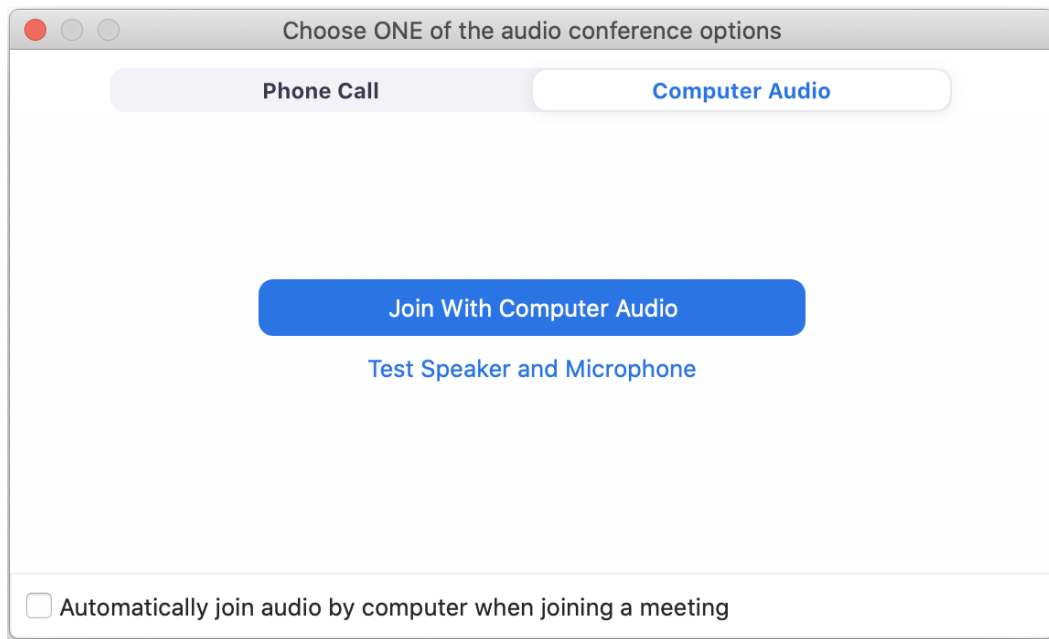 Choose ONE of the audio conference options
Phone Call
Computer Audio
Join With Computer Audio
Test Speaker and Microphone
Automatically join audio by computer when joining a meeting